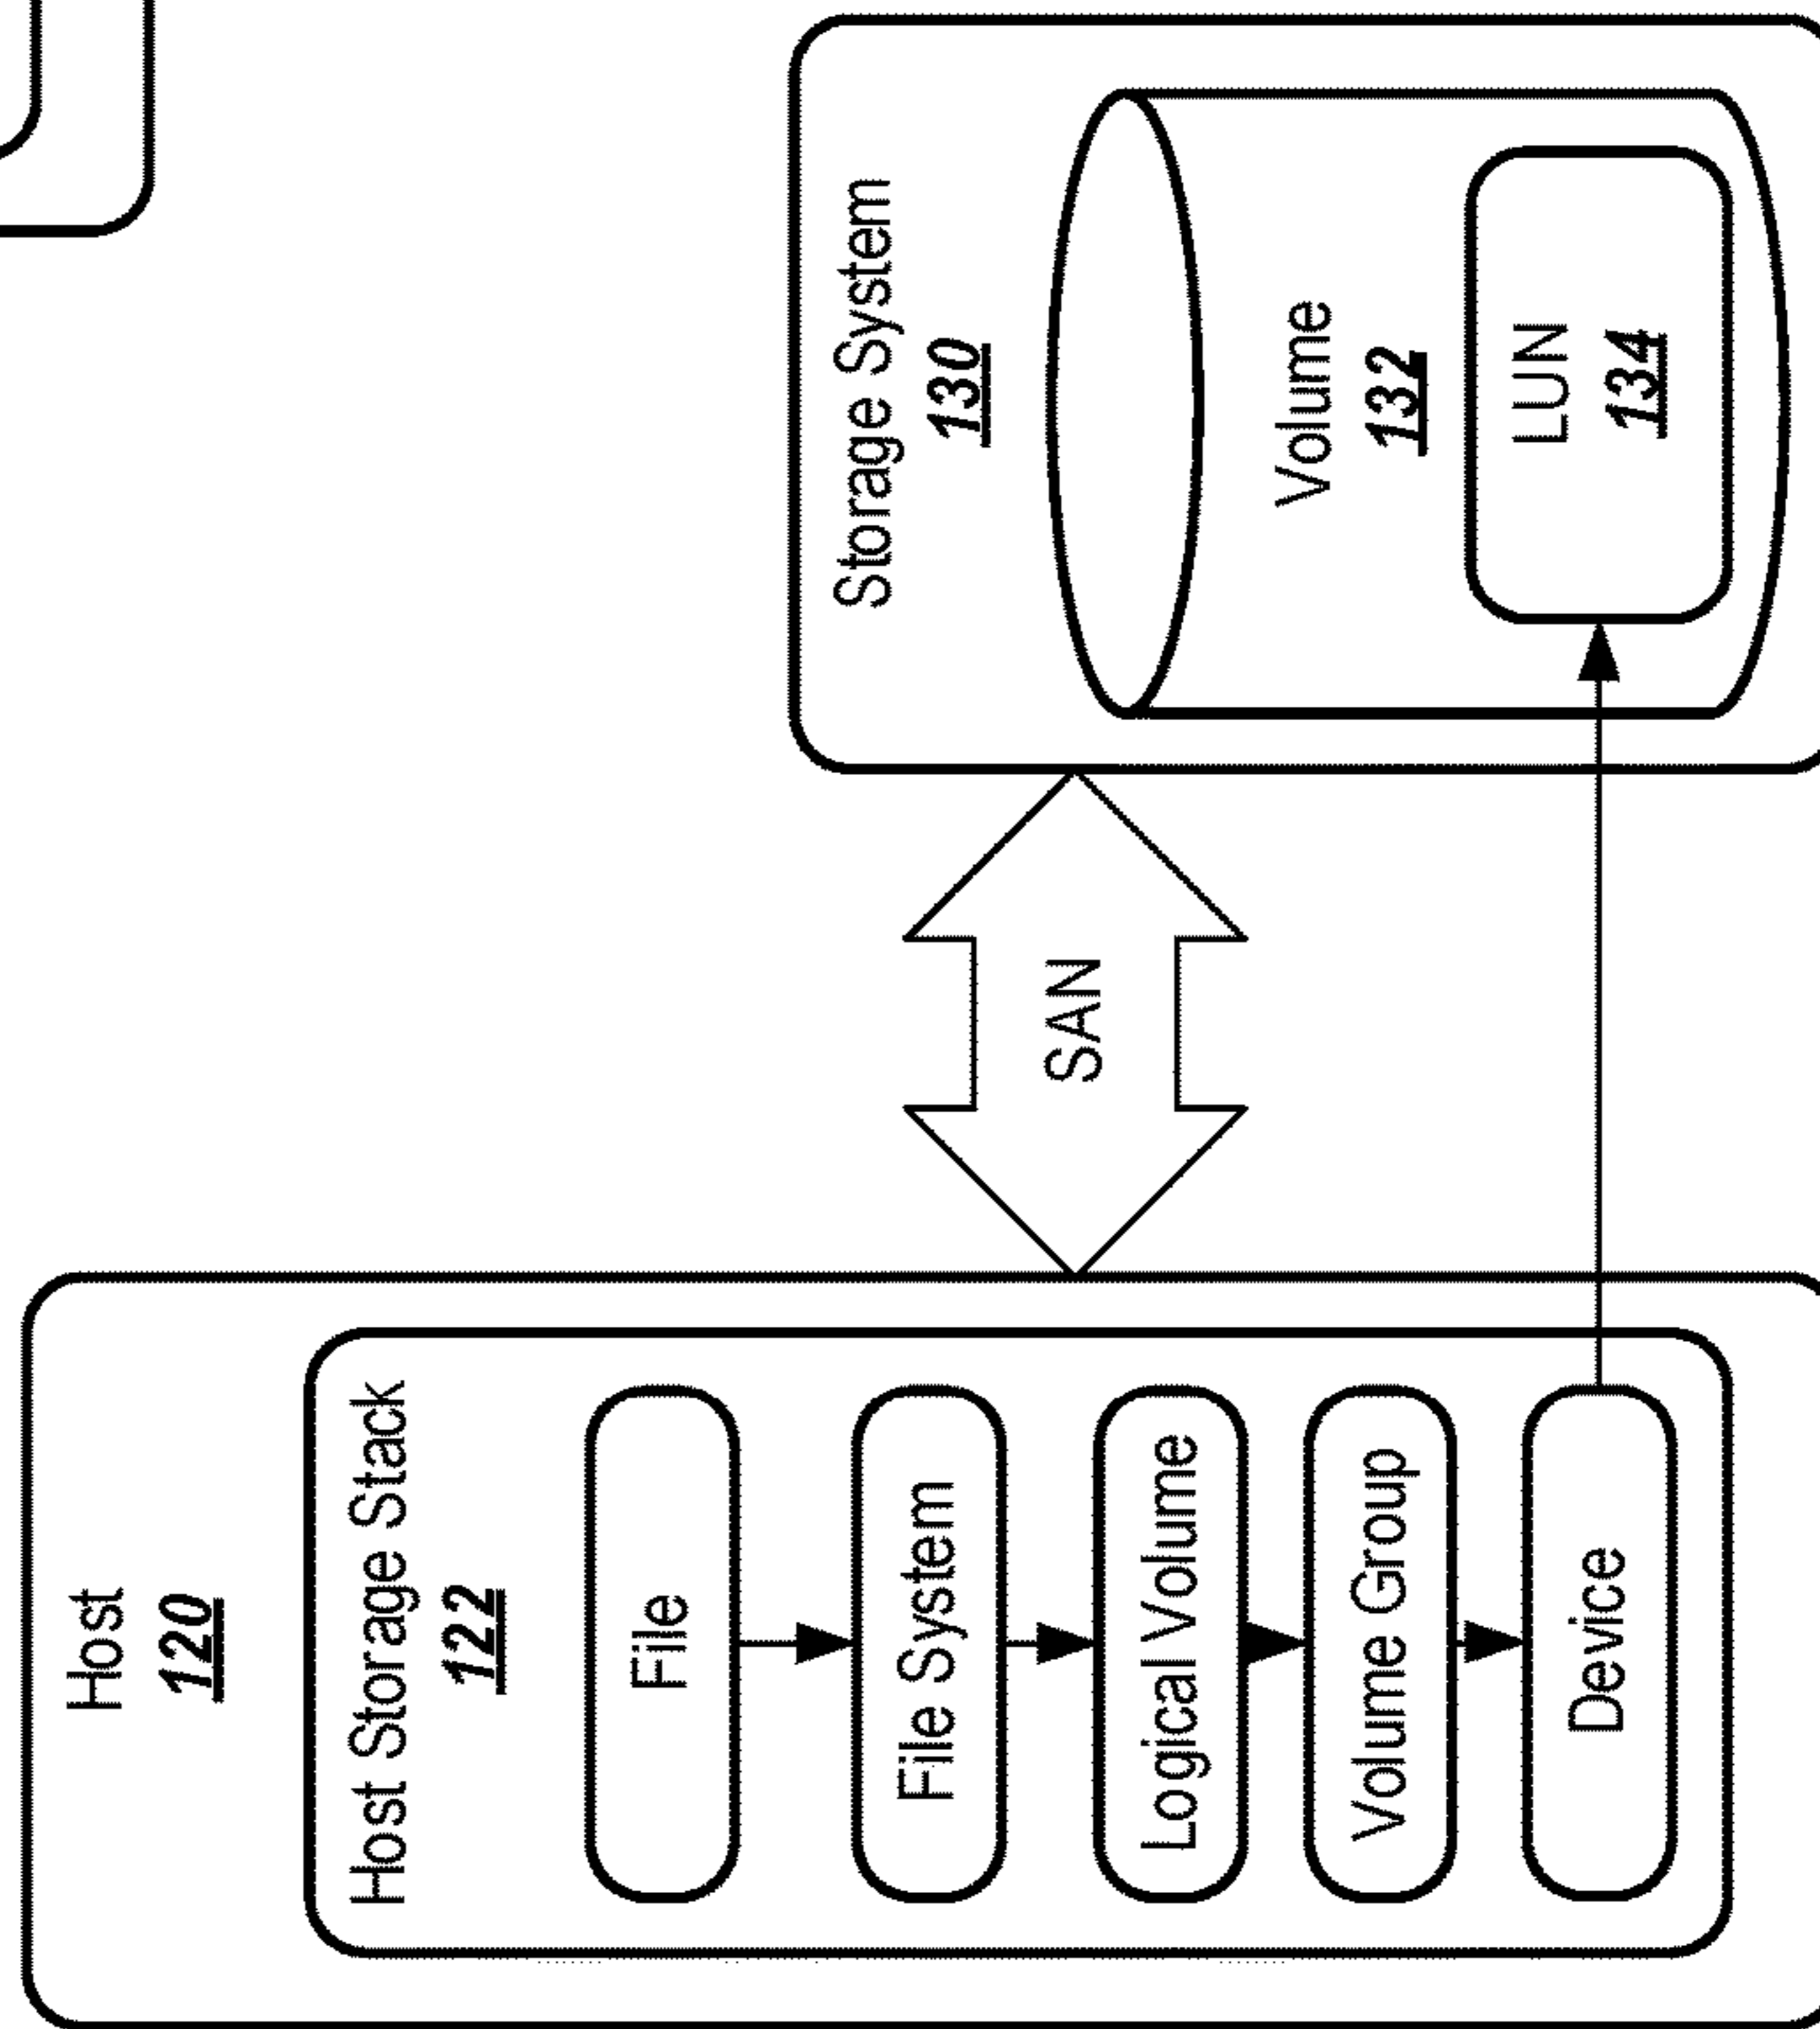 Host
120
Host Storage Stack
122
File
File System
Logical Volume
Volume Group
Device
SAN
Storage System
130
Volume
132
LUN
134